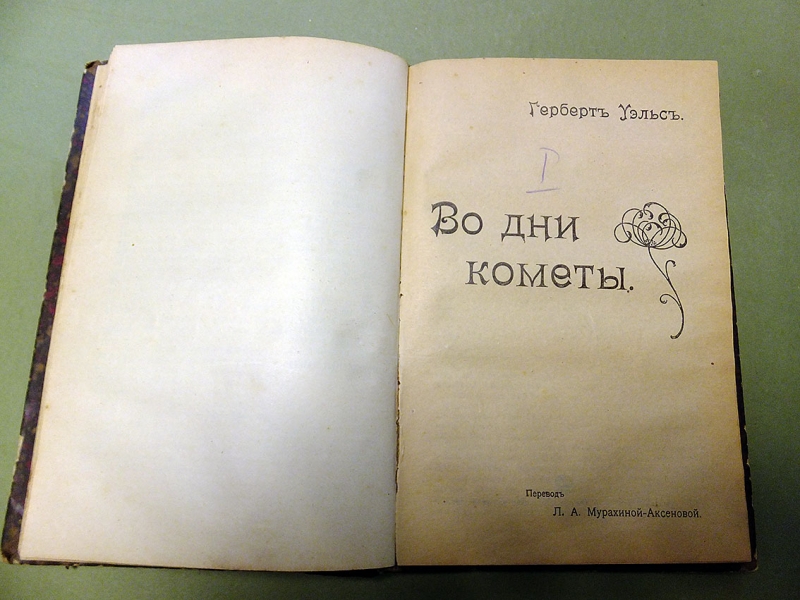 Гербертъ Уэльсъ.
I
Во дни
кометы.
Переводъ
Л. А. Мурахиной-Аксеновой.